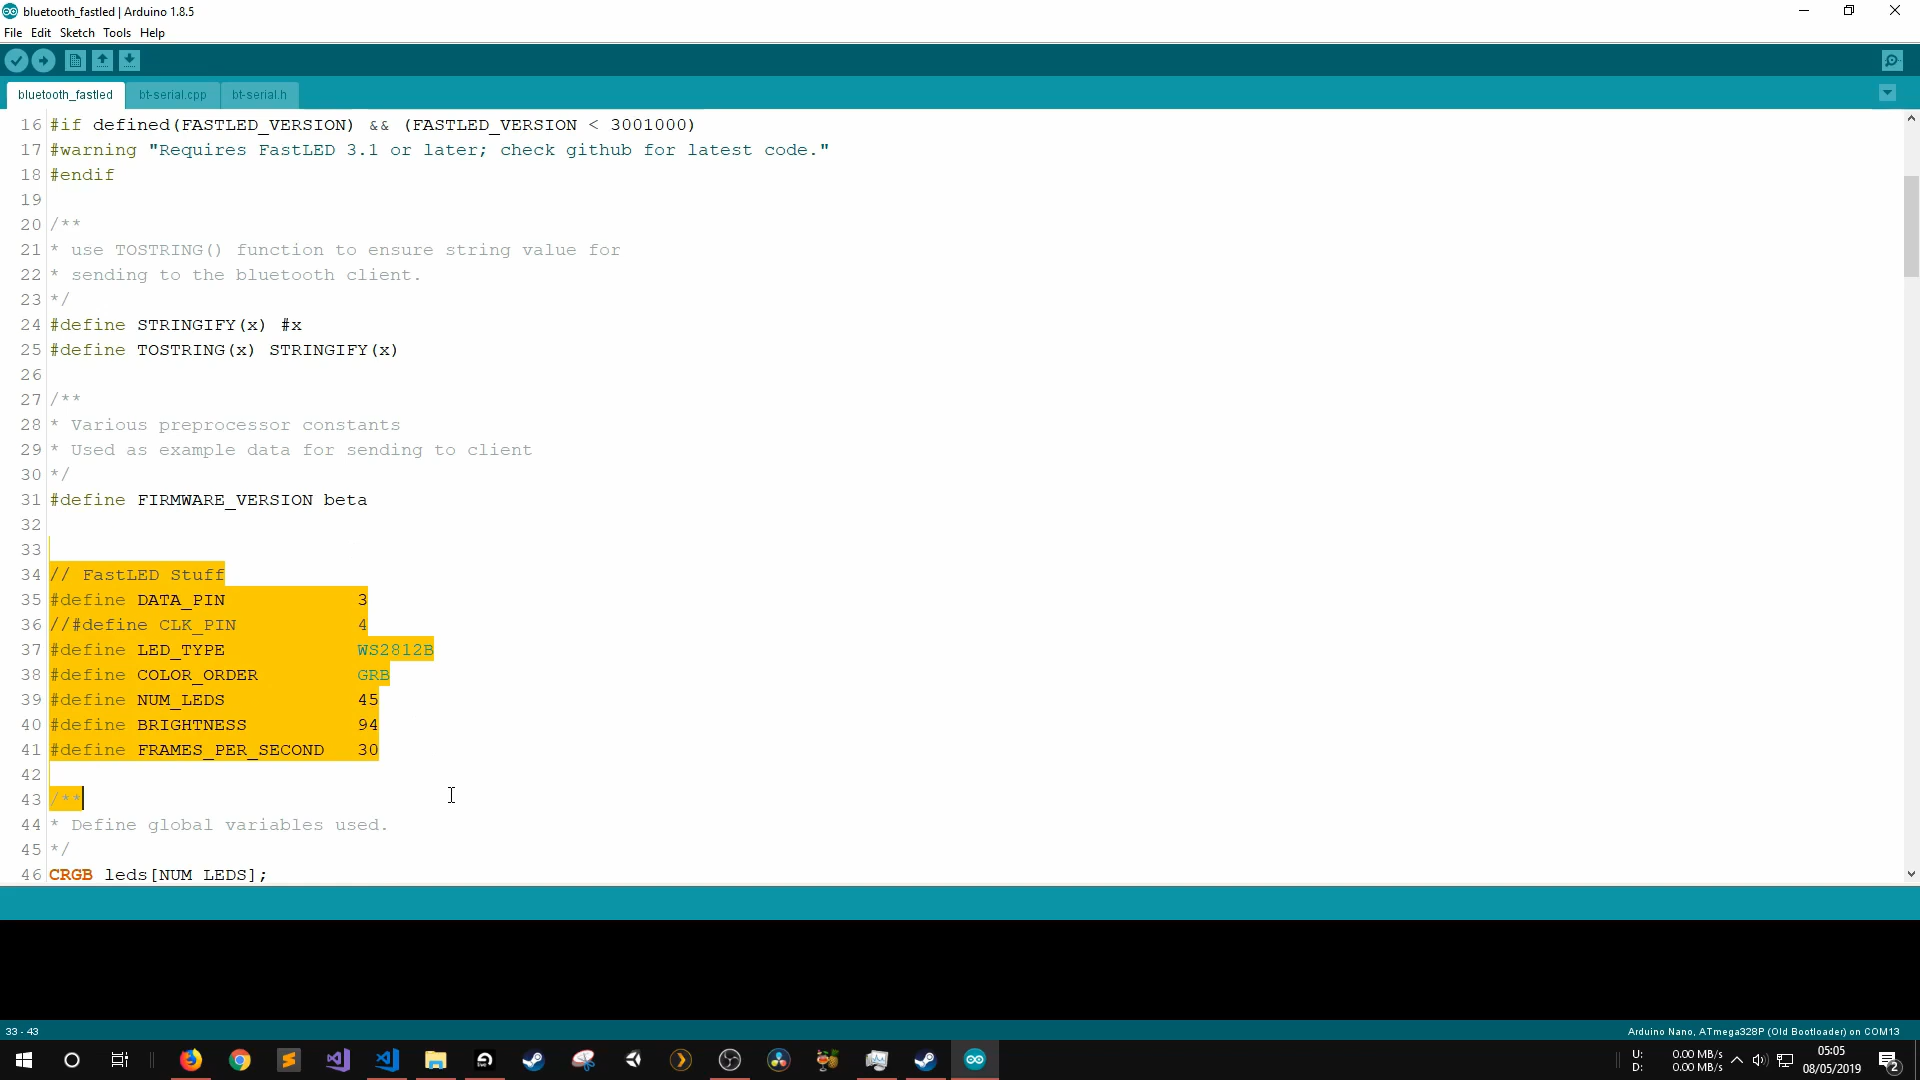 bluetooth_fastled | Arduino 1.8.5
File Edit Sketch Tools Help
bluetooth_fastled bt-serial.cpp bt-serial.h
16 #if defined(FASTLED_VERSION) && (FASTLED_VERSION < 3001000)
17 #warning "Requires FastLED 3.1 or later; check github for latest code."
18 #endif
19
20 /**
21 * use TOSTRING() function to ensure string value for
22 * sending to the bluetooth client.
23 */
24 #define STRINGIFY(x) #x
25 #define TOSTRING(x) STRINGIFY(x)
26
27 /**
28 * Various preprocessor constants
29 * Used as example data for sending to client
30 */
31 #define FIRMWARE_VERSION beta
32
33
34 // FastLED Stuff
35 #define DATA_PIN 3
36 //#define CLK_PIN 4
37 #define LED_TYPE WS2812B
38 #define COLOR_ORDER GRB
39 #define NUM_LEDS 45
40 #define BRIGHTNESS 94
41 #define FRAMES_PER_SECOND 30
42
43 /**
44 * Define global variables used.
45 */
46 CRGB leds[NUM_LEDS];
33 - 43
Arduino Nano, ATmega328P (Old Bootloader) on COM13
U: 0.00 MB/s
D: 0.00 MB/s
05:05
08/05/2019
2